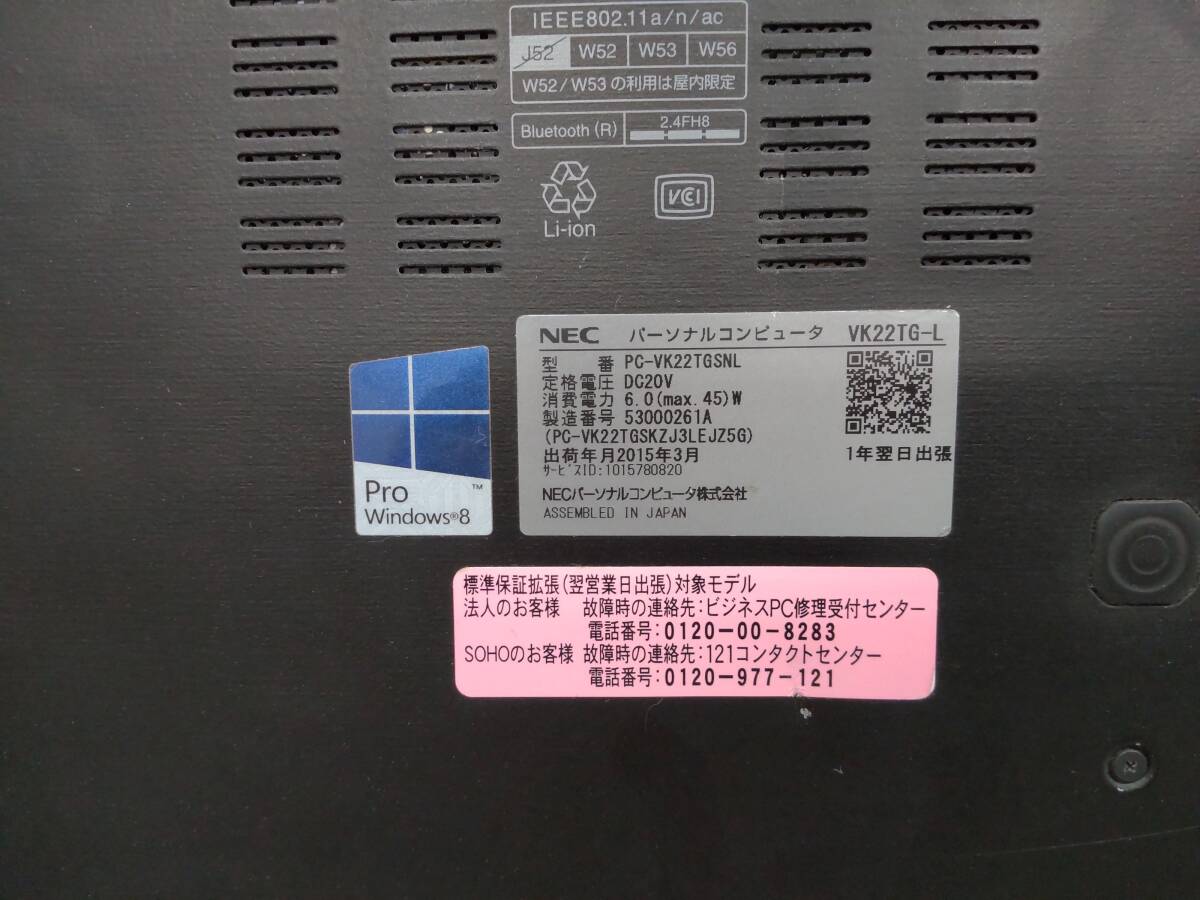 IEEE802.11a/n/ac
J52 W52 W53 W56
W52/W53の利用は屋内限定
Bluetooth (R) 2.4FH8
Li-ion
VCI
NEC パーソナルコンピュータ VK22TG-L
型 番 PC-VK22TGSNL
定格電圧 DC20V
消費電力 6.0(max.45)W
製造番号 53000261A
(PC-VK22TGSKZJ3LEJZ5G)
出荷年月2015年3月
1年翌日出張
サービスID:1015780820
NECパーソナルコンピュータ株式会社
ASSEMBLED IN JAPAN
Pro ™
Windows®8
標準保証拡張(翌営業日出張)対象モデル
法人のお客様 故障時の連絡先:ビジネスPC修理受付センター
電話番号:0120-00-8283
SOHOのお客様 故障時の連絡先:121コンタクトセンター
電話番号:0120-977-121